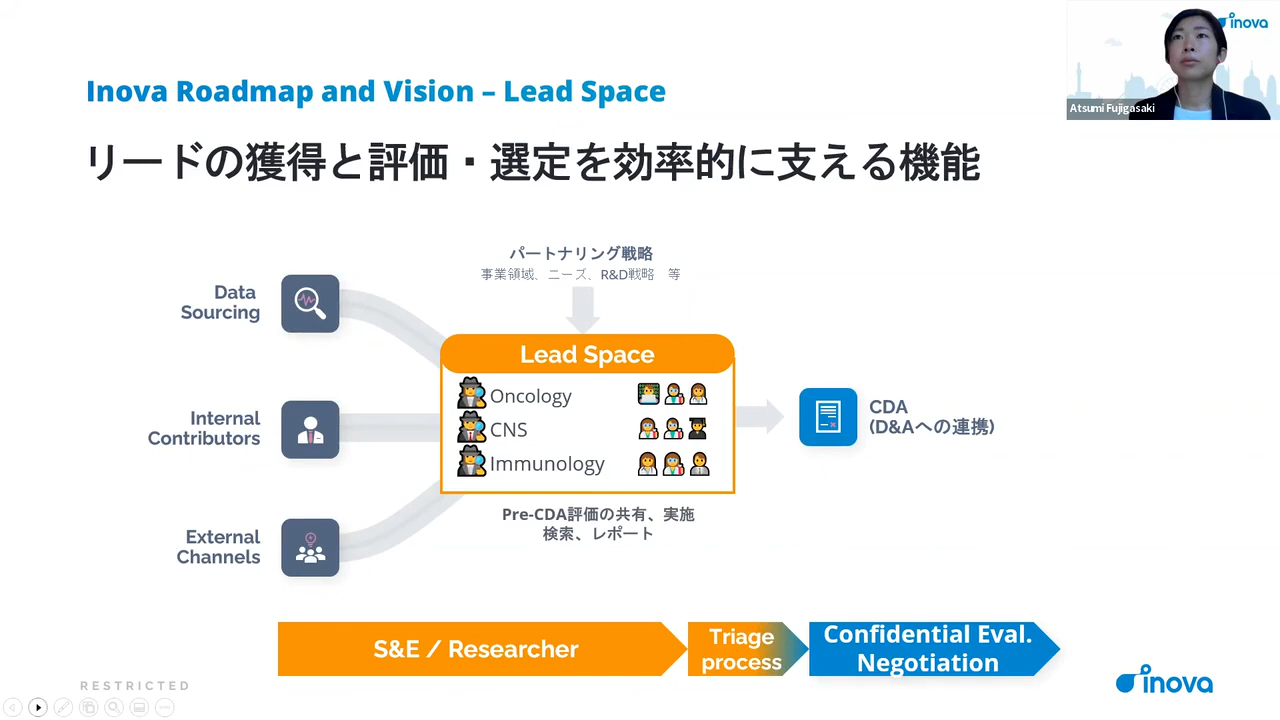 inova
Atsumi Fujigasaki
Inova Roadmap and Vision – Lead Space
リードの獲得と評価・選定を効率的に支える機能
パートナリング戦略
事業領域、ニーズ、R&D戦略　等
Data
Sourcing
Internal
Contributors
External
Channels
Lead Space
Oncology
CNS
Immunology
Pre-CDA評価の共有、実施
検索、レポート
CDA
(D&Aへの連携)
S&E / Researcher
Triage
process
Confidential Eval.
Negotiation
RESTRICTED
inova